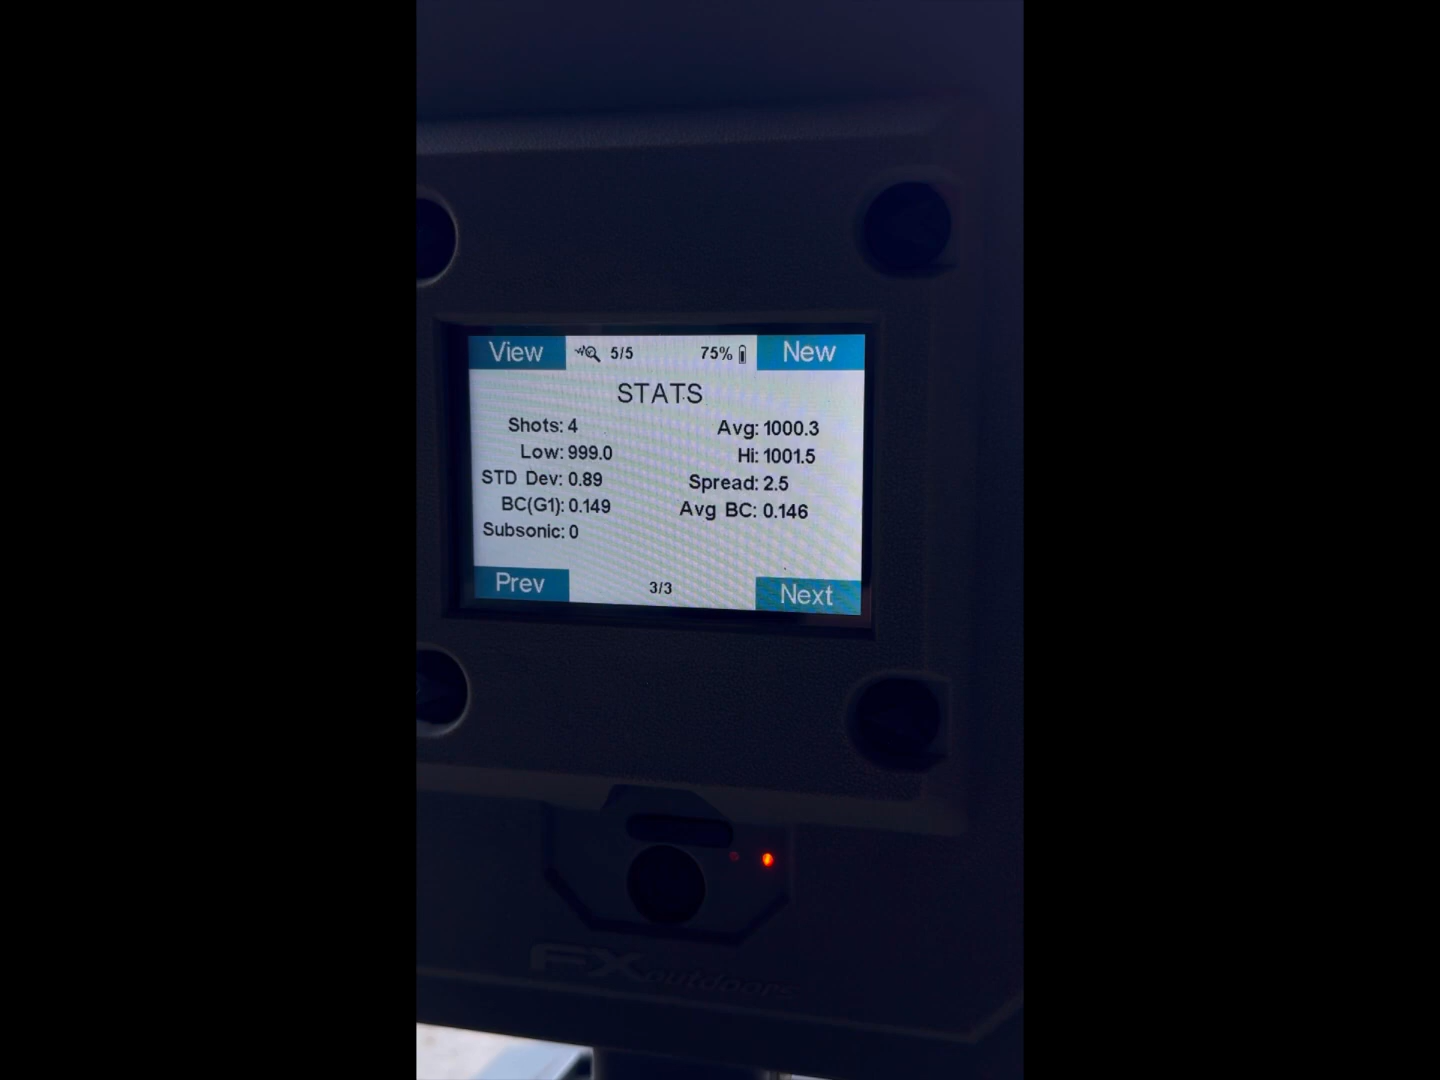 View 5/5 75% New
STATS
Shots: 4 Avg: 1000.3
Low: 999.0 Hi: 1001.5
STD Dev: 0.89 Spread: 2.5
BC(G1): 0.149 Avg BC: 0.146
Subsonic: 0
Prev 3/3 Next
FX outdoors